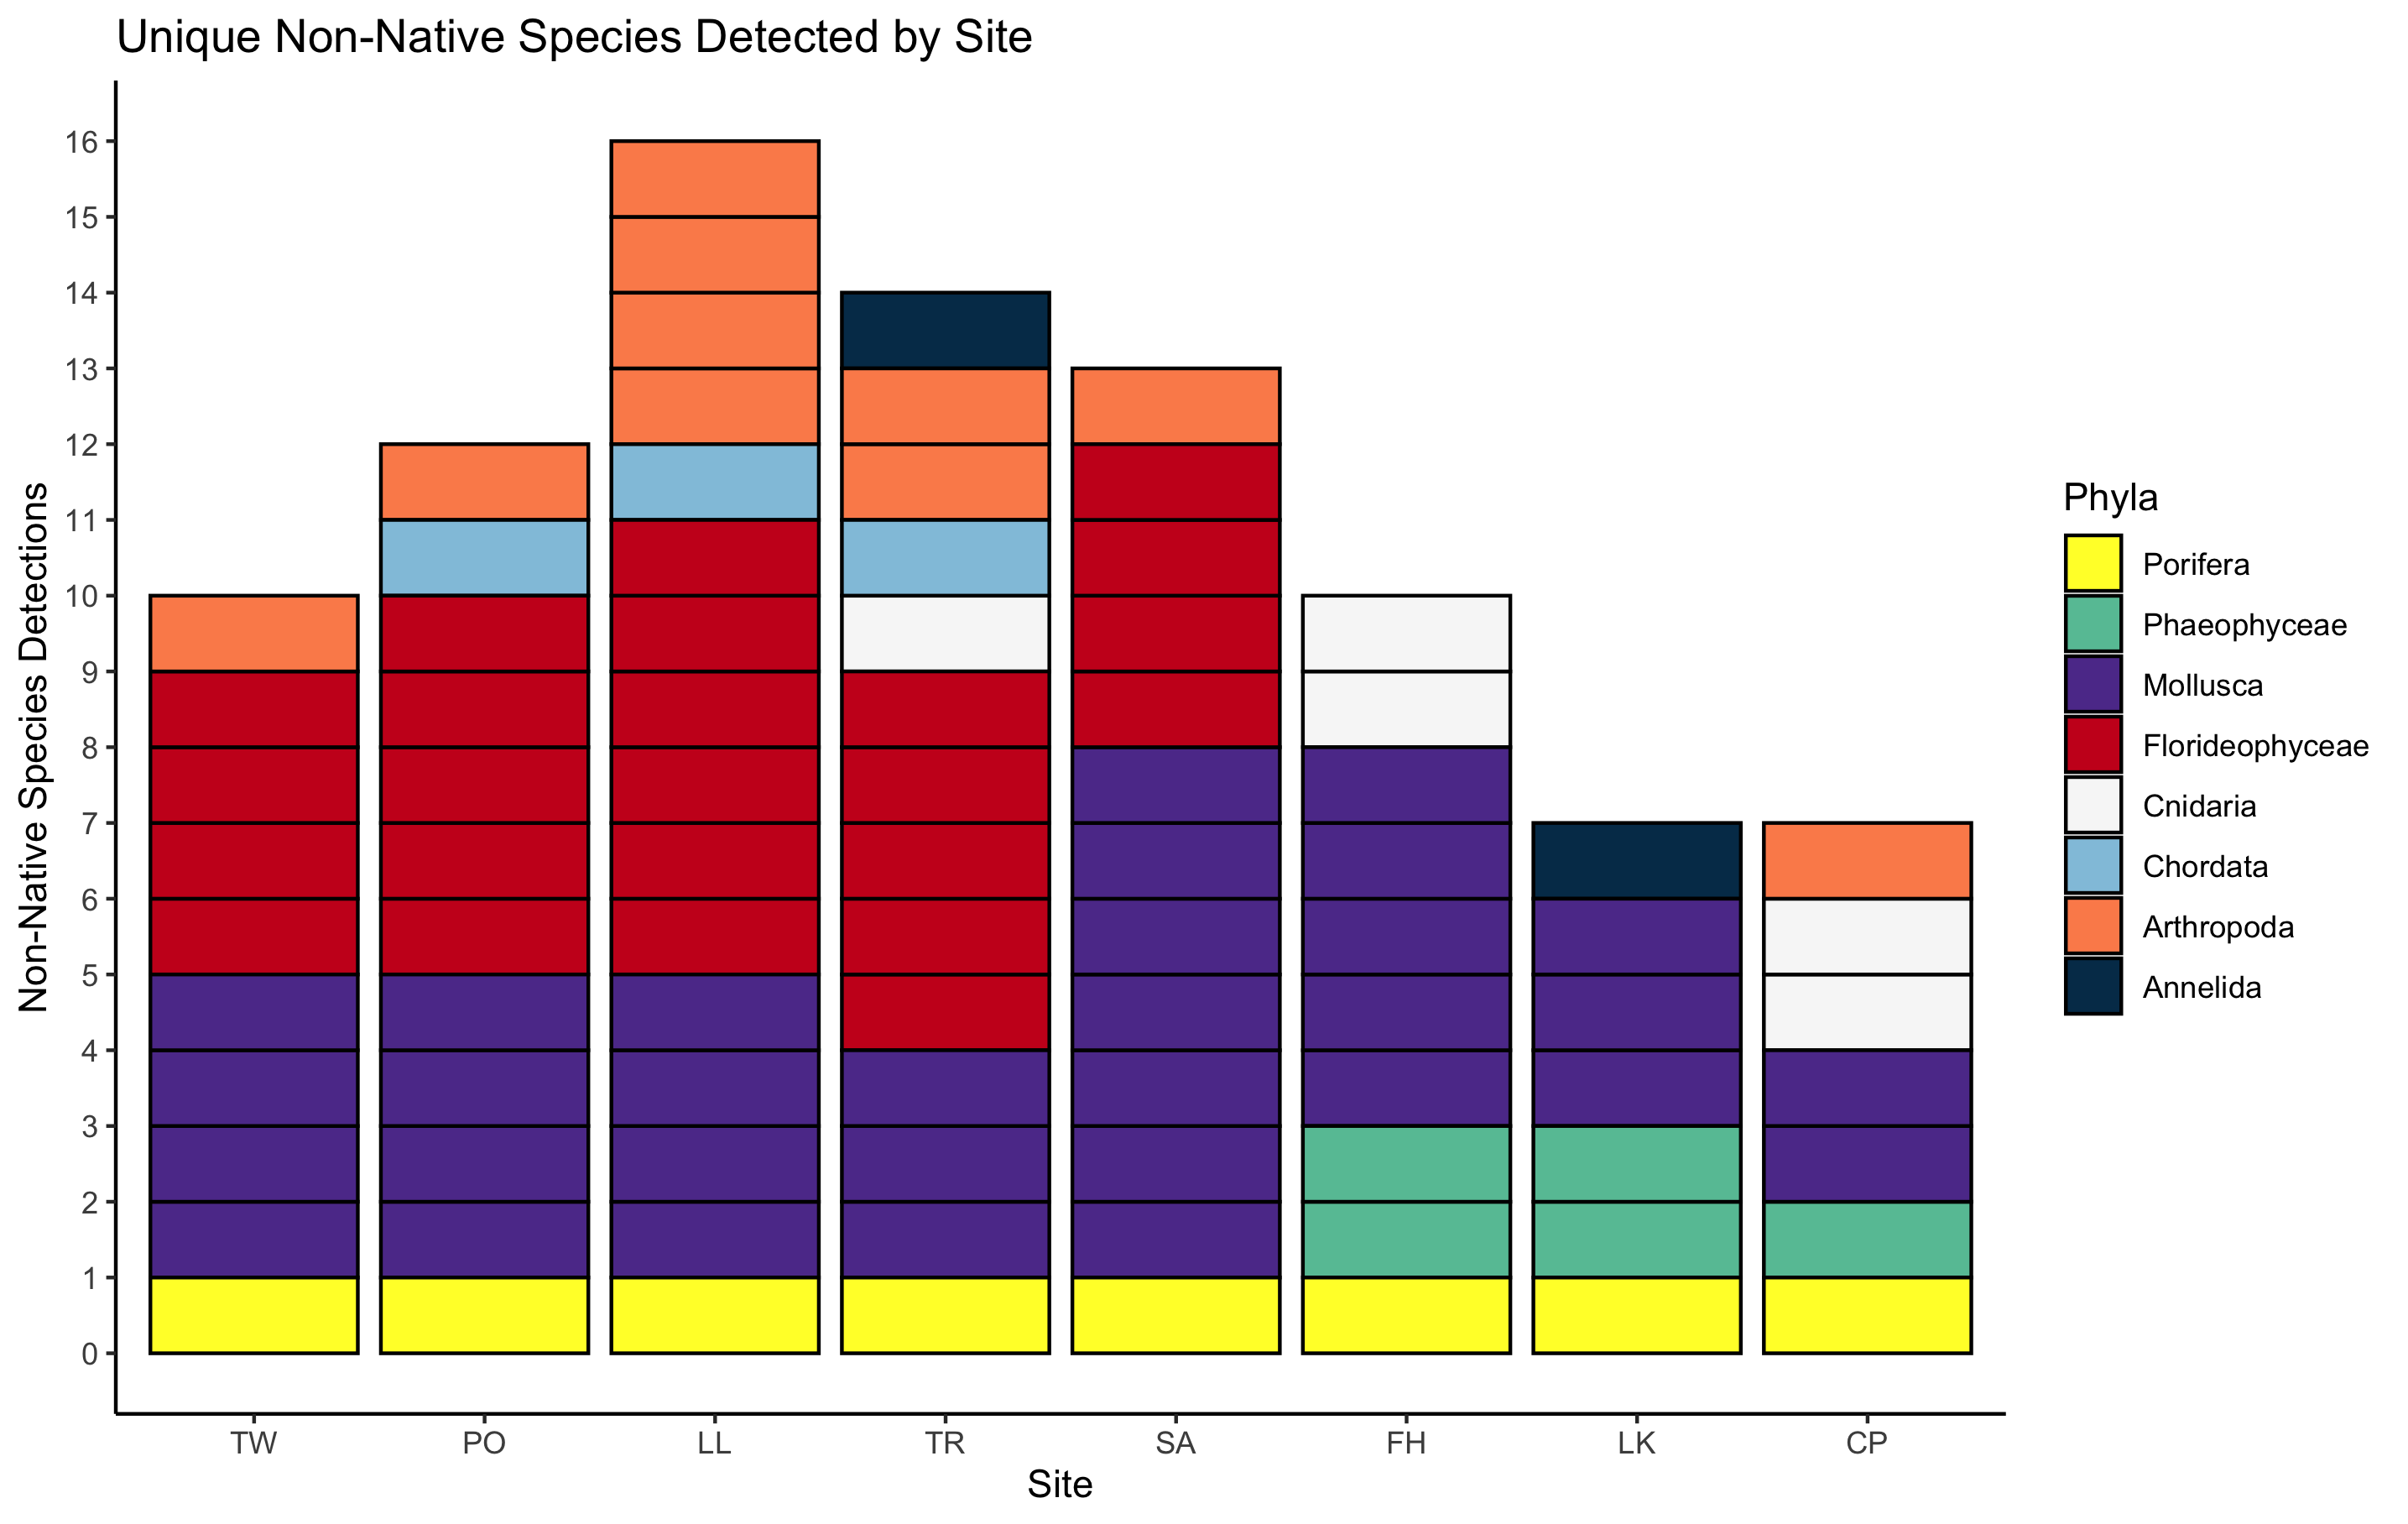 Unique Non-Native Species Detected by Site
Non-Native Species Detections
16
15
14
13
12
11
10
9
8
7
6
5
4
3
2
1
0
TW PO LL TR SA FH LK CP
Site
Phyla
Porifera
Phaeophyceae
Mollusca
Florideophyceae
Cnidaria
Chordata
Arthropoda
Annelida